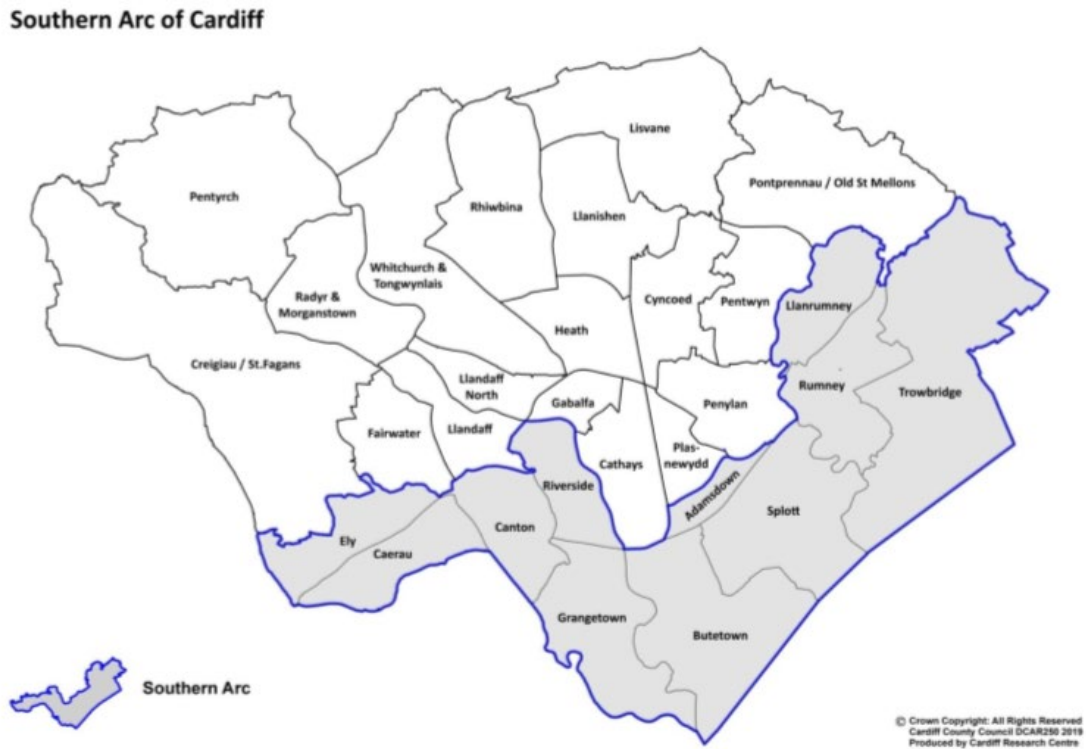 Southern Arc of Cardiff
Lisvane
Pontprennau / Old St Mellons
Pentyrch
Rhiwbina
Llanishen
Whitchurch &
Tongwynlais
Radyr &
Morganstown
Cyncoed
Pentwyn
Llanrumney
Heath
Creigiau / St.Fagans
Rumney
Trowbridge
Llandaff
North
Gabalfa
Penylan
Fairwater
Llandaff
Plas-
newydd
Cathays
Riverside
Adamsdown
Splott
Canton
Ely
Caerau
Grangetown
Butetown
Southern Arc
© Crown Copyright: All Rights Reserved
Cardiff County Council DCAR250 2019
Produced by Cardiff Research Centre